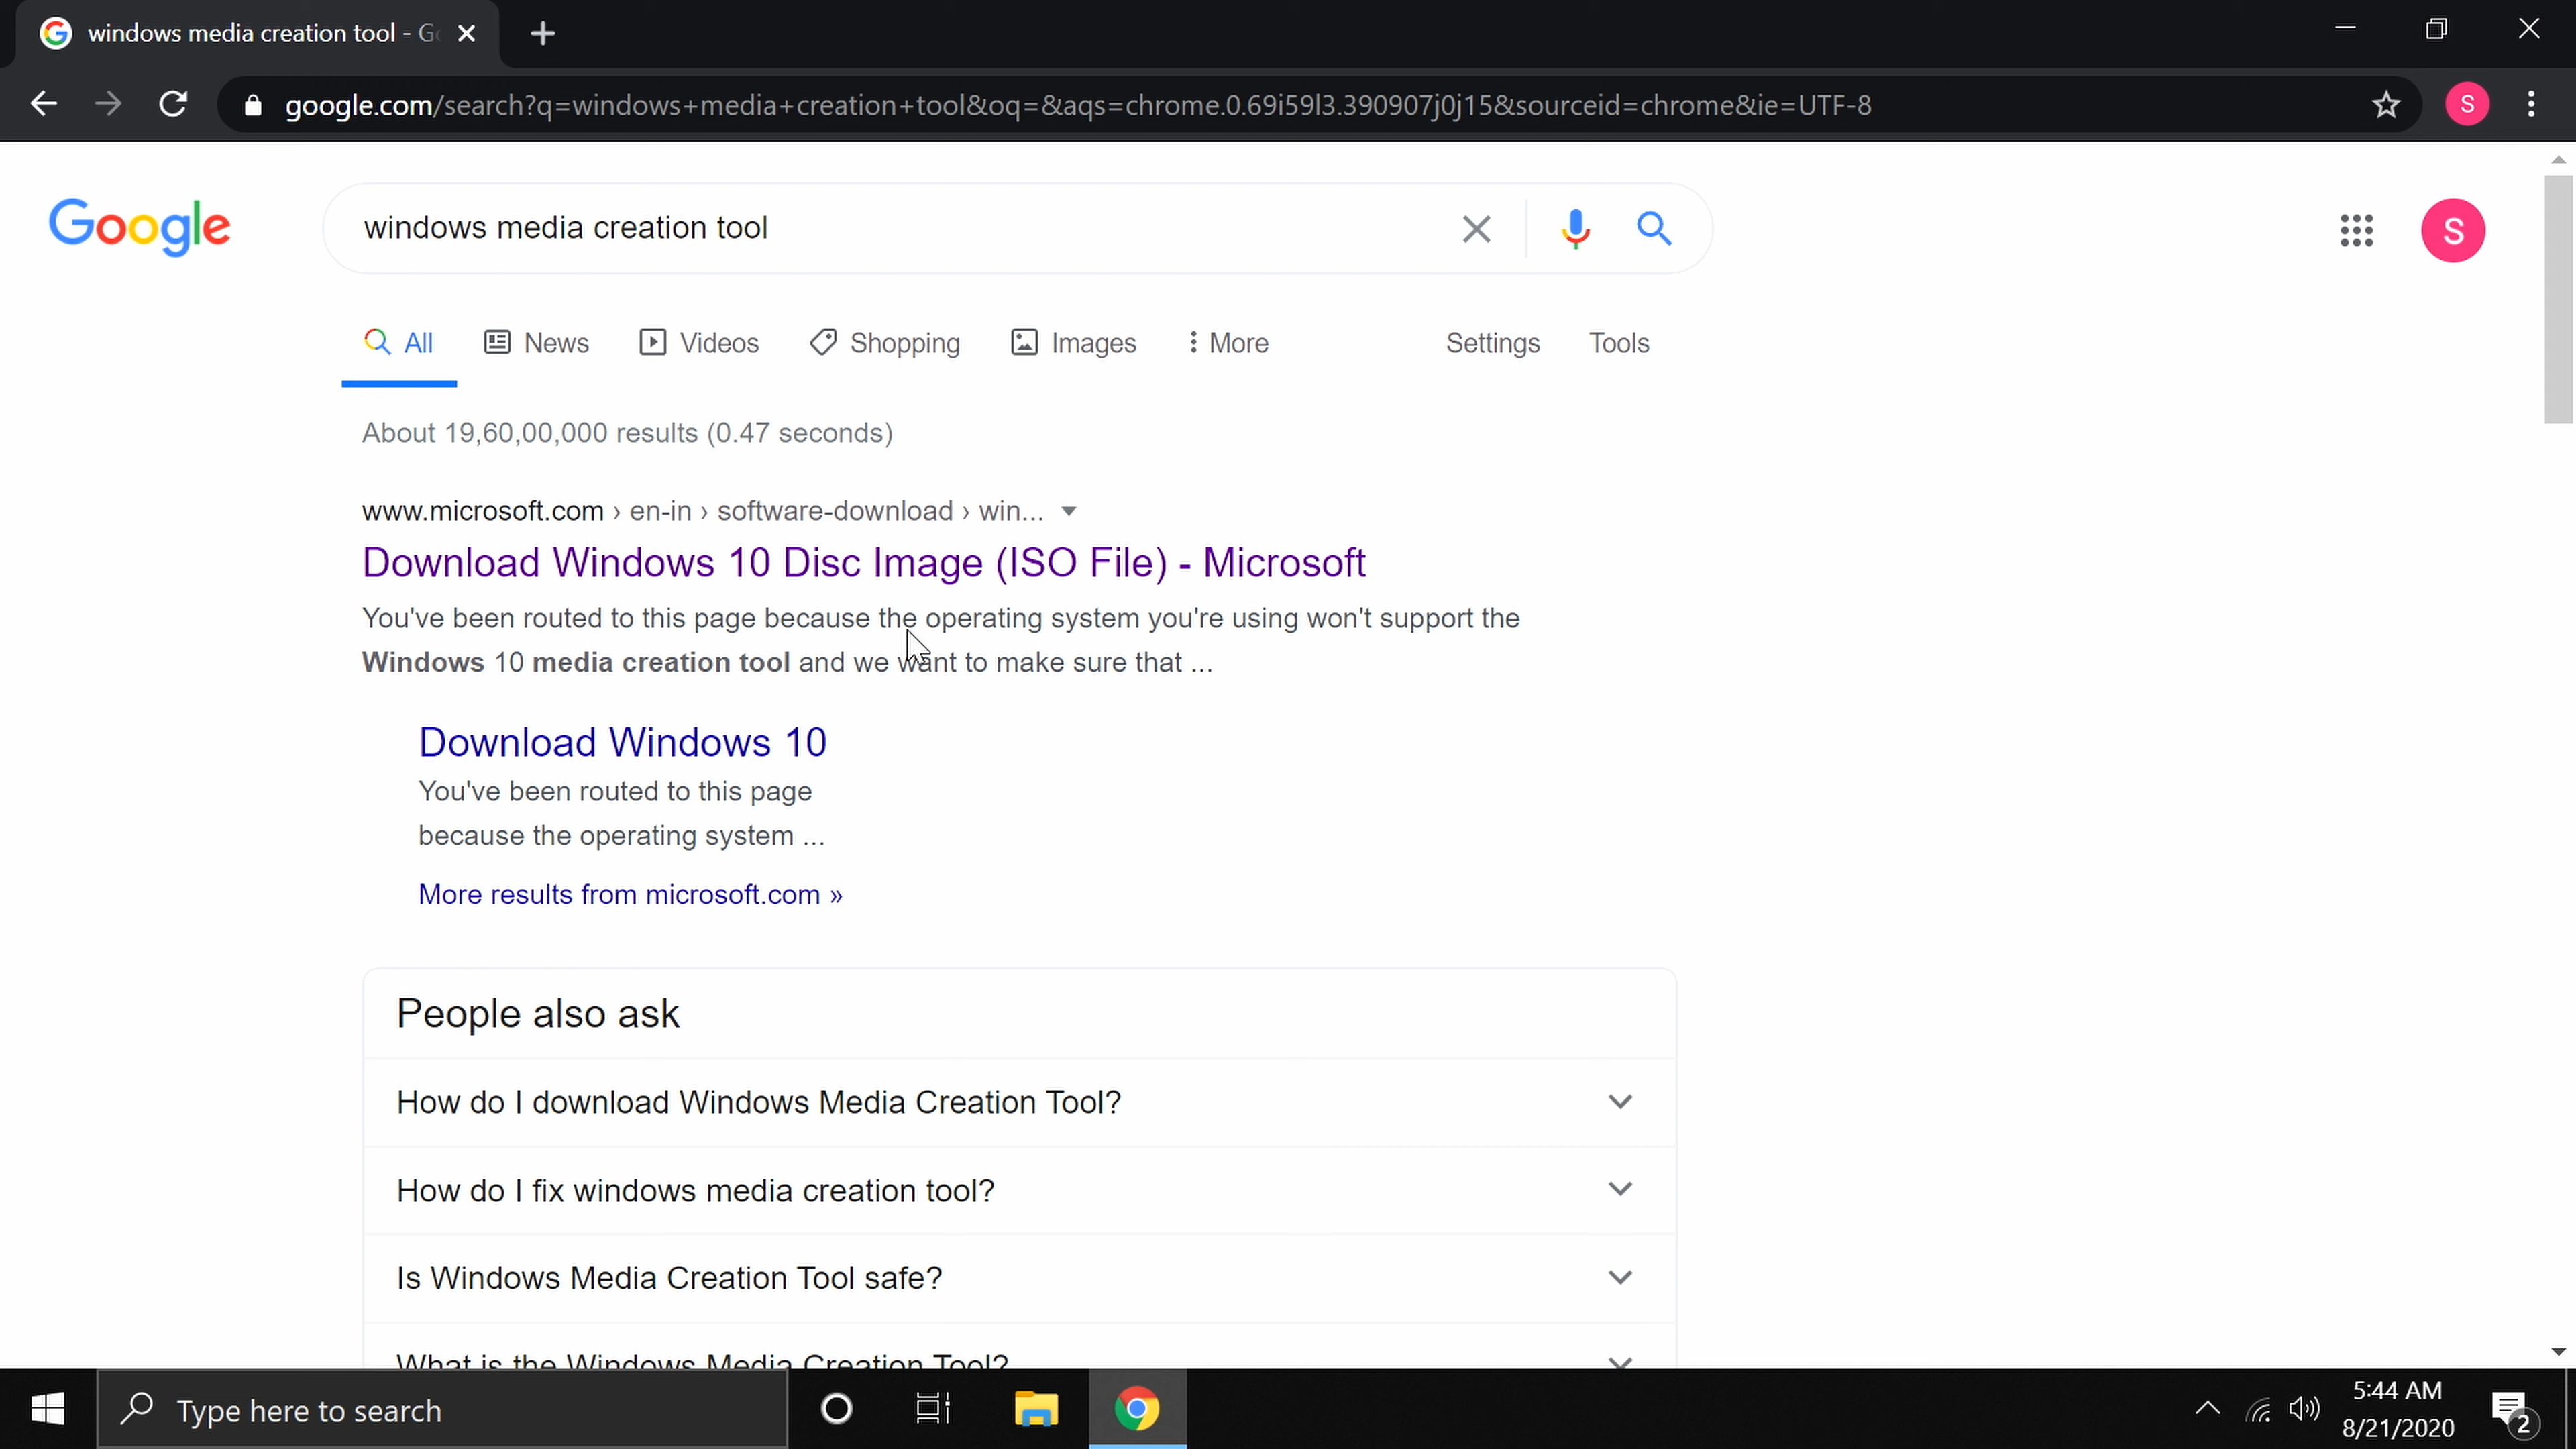 windows media creation tool - G
google.com/search?q=windows+media+creation+tool&oq=&aqs=chrome.0.69i59l3.390907j0j15&sourceid=chrome&ie=UTF-8
S
Google
windows media creation tool
S
All
News
Videos
Shopping
Images
More
Settings
Tools
About 19,60,00,000 results (0.47 seconds)
www.microsoft.com › en-in › software-download › win...
Download Windows 10 Disc Image (ISO File) - Microsoft
You've been routed to this page because the operating system you're using won't support the
Windows 10 media creation tool and we want to make sure that ...
Download Windows 10
You've been routed to this page
because the operating system ...
More results from microsoft.com »
People also ask
How do I download Windows Media Creation Tool?
How do I fix windows media creation tool?
Is Windows Media Creation Tool safe?
What is the Windows Media Creation Tool?
Type here to search
5:44 AM
8/21/2020
2